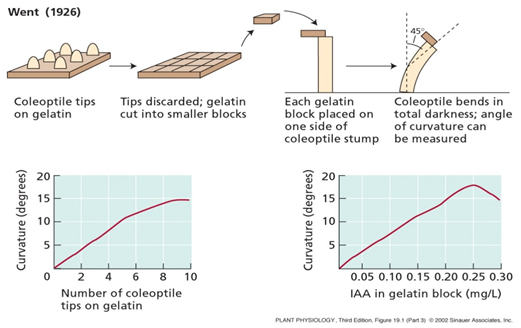 Went (1926)
45°
Coleoptile tips
on gelatin
Tips discarded; gelatin
cut into smaller blocks
Each gelatin
block placed on
one side of
coleoptile stump
Coleoptile bends in
total darkness; angle
of curvature can
be measured
Curvature (degrees)
20
15
10
5
0 2 4 6 8 10
Number of coleoptile
tips on gelatin
Curvature (degrees)
20
15
10
5
0 0.05 0.10 0.15 0.20 0.25 0.30
IAA in gelatin block (mg/L)
PLANT PHYSIOLOGY, Third Edition, Figure 19.1 (Part 3) © 2002 Sinauer Associates, Inc.